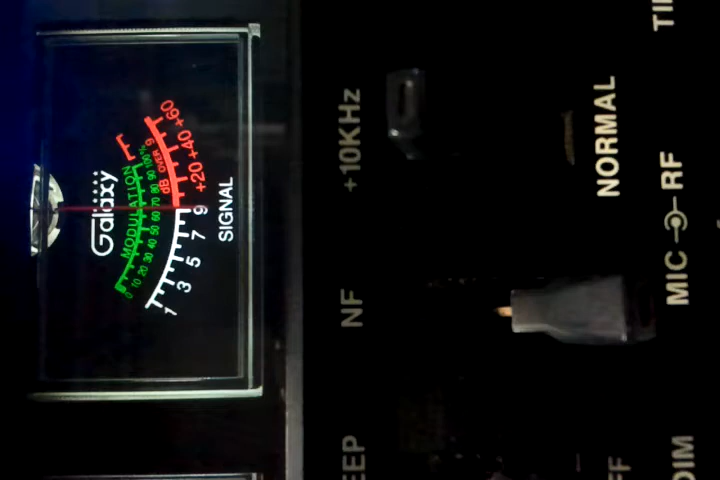 Galaxy
MODULATION
0 10 20 30 40 50 60 70 80 90 100%
dB OVER 9
1 3 5 7 9 +20 +40 +60
SIGNAL
NF +10KHz
NORMAL
MIC RF